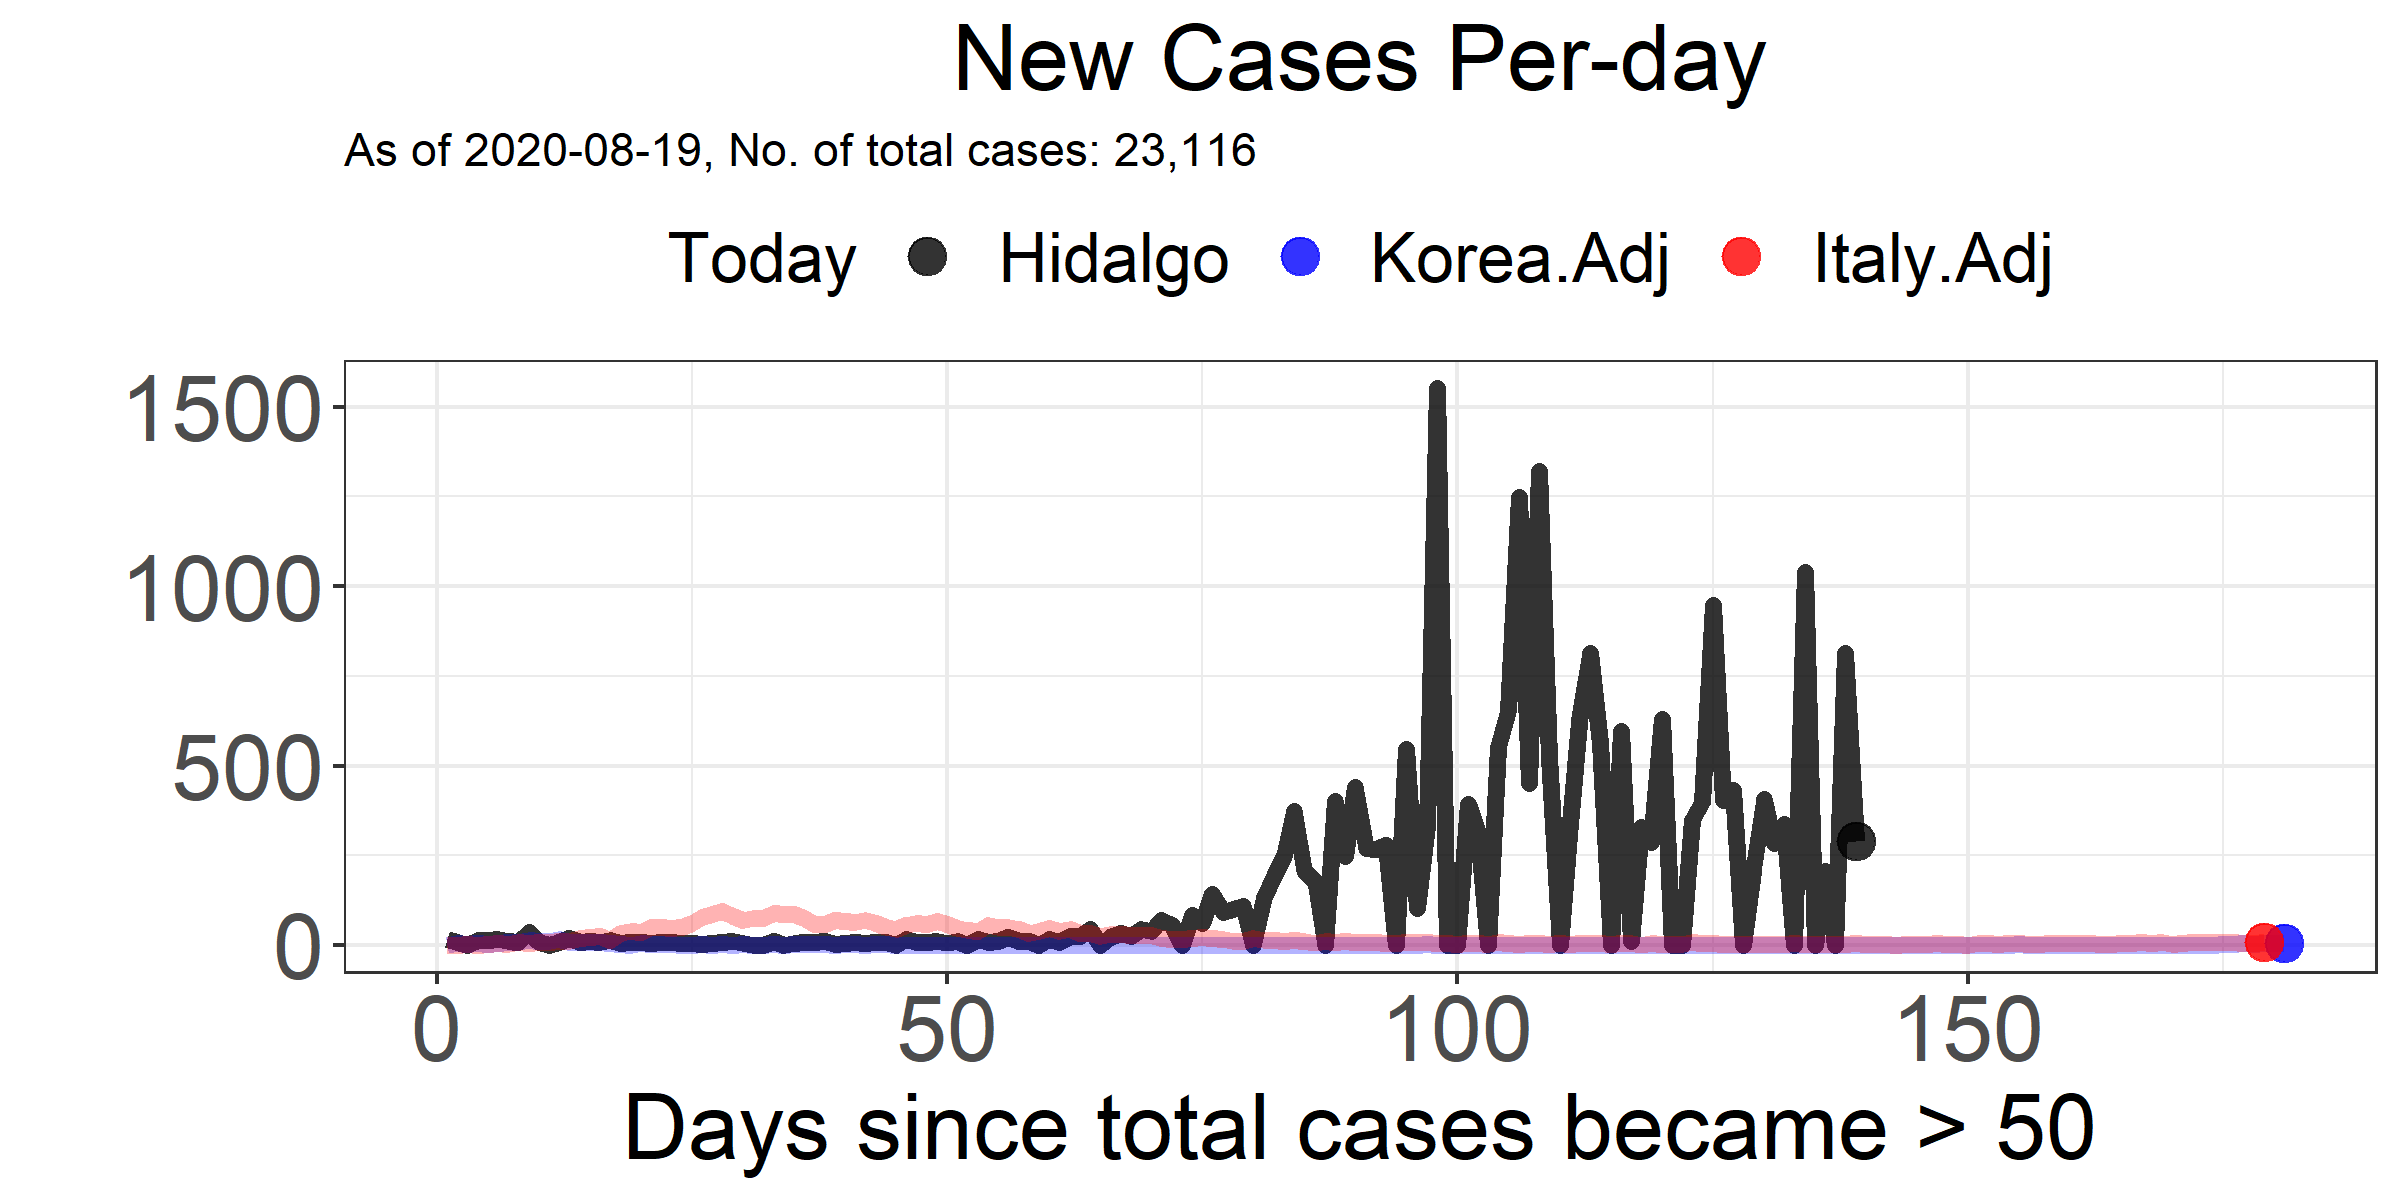 New Cases Per-day
As of 2020-08-19, No. of total cases: 23,116
Today Hidalgo Korea.Adj Italy.Adj
1500
1000
500
0
0 50 100 150
Days since total cases became > 50